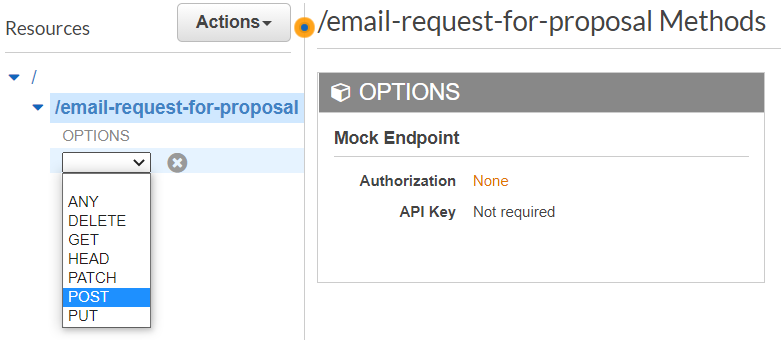 Resources
Actions
/
/email-request-for-proposal
OPTIONS
ANY
DELETE
GET
HEAD
PATCH
POST
PUT
/email-request-for-proposal Methods
OPTIONS
Mock Endpoint
Authorization None
API Key Not required